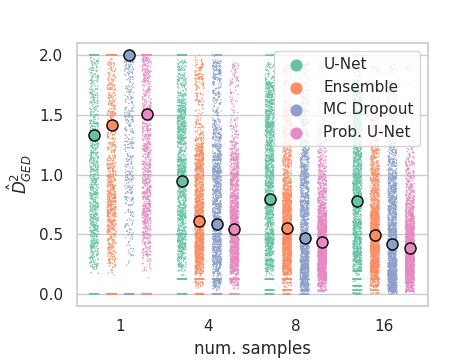 2.0
1.5
1.0
0.5
0.0
D̂²_GED
U-Net
Ensemble
MC Dropout
Prob. U-Net
1 4 8 16
num. samples